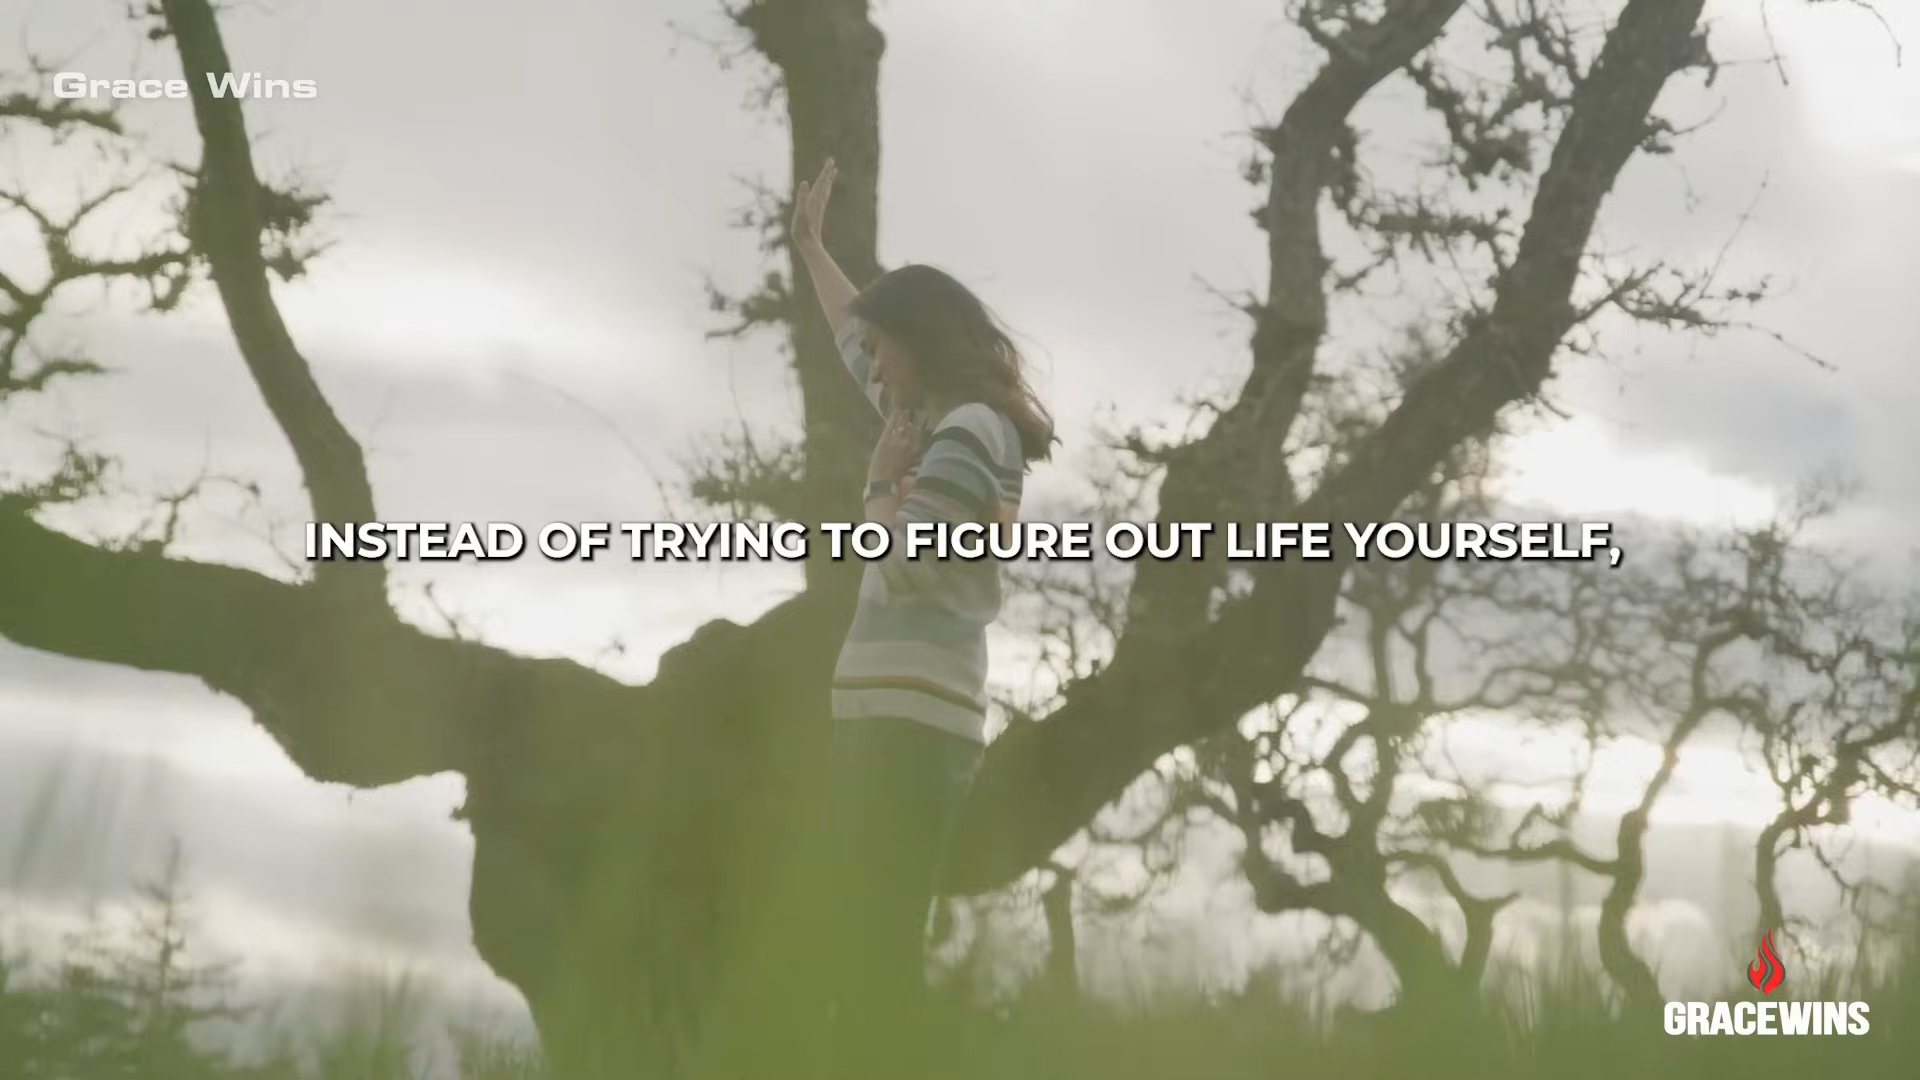 Grace Wins
INSTEAD OF TRYING TO FIGURE OUT LIFE YOURSELF,
GRACEWINS